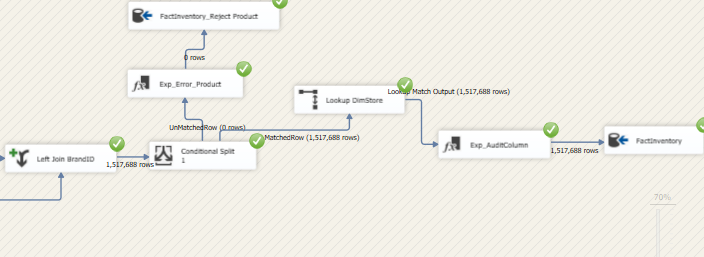 FactInventory_Reject Product
0 rows
Exp_Error_Product
Lookup Match Output (1,517,688 rows)
Lookup DimStore
UnMatchedRow (0 rows)
MatchedRow (1,517,688 rows)
Left Join BrandID
1,517,688 rows
Conditional Split
1
Exp_AuditColumn
1,517,688 rows
FactInventory
70%